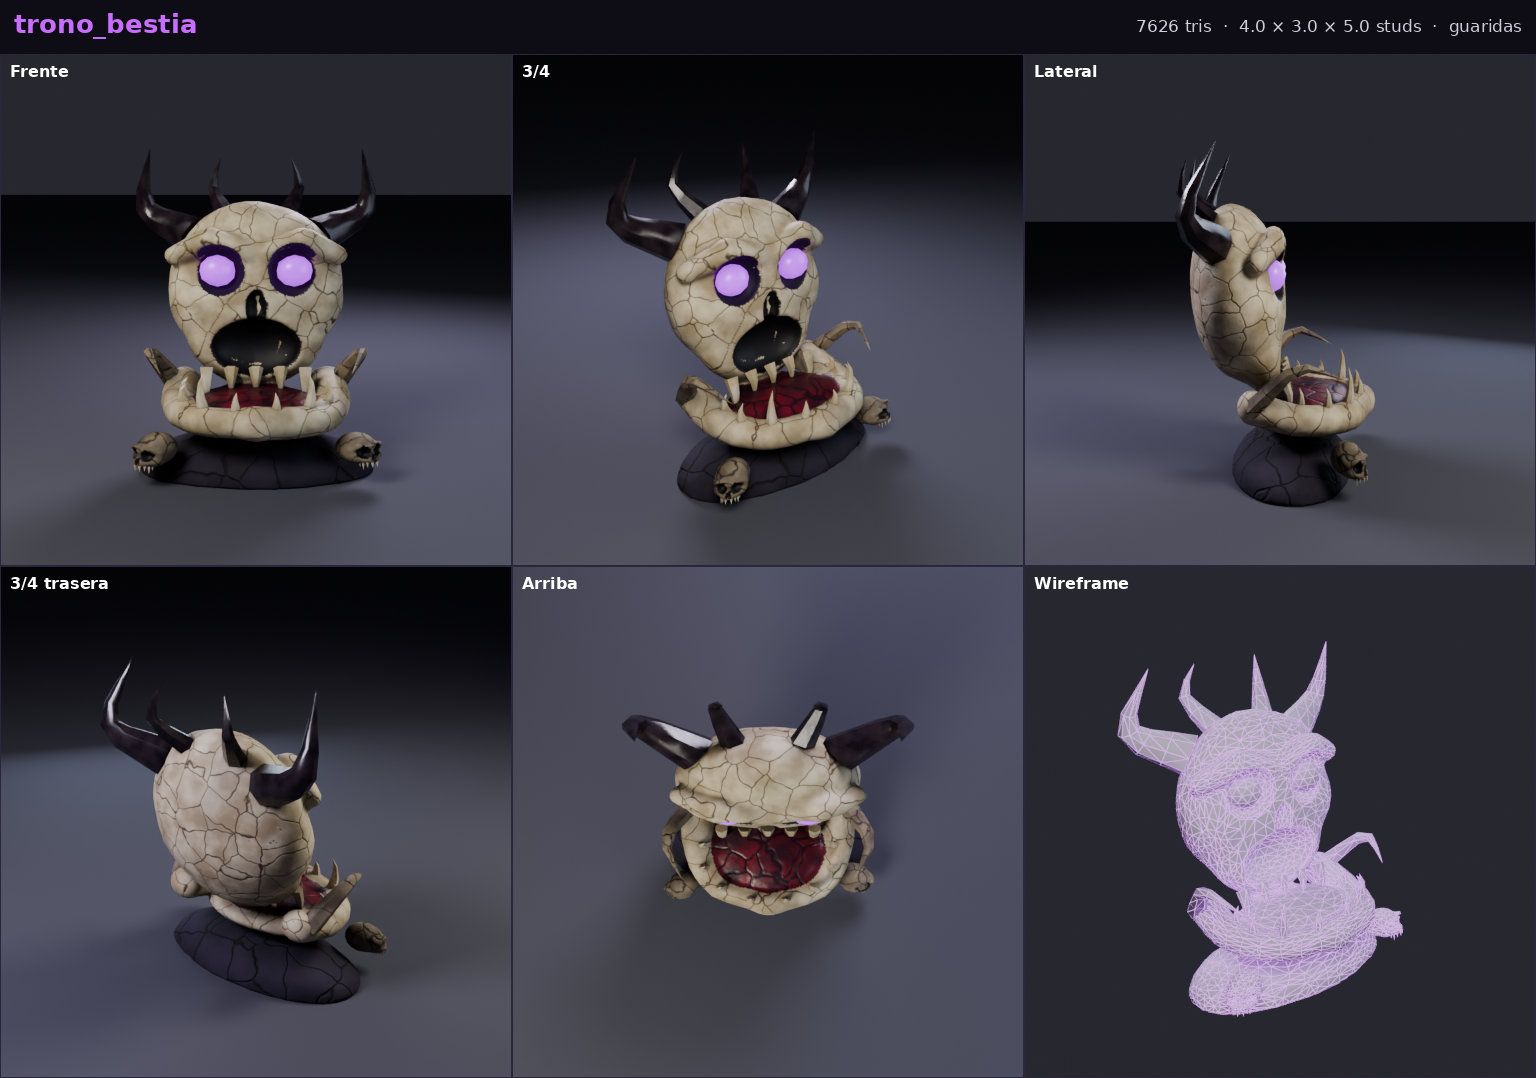 trono_bestia
7626 tris · 4.0 × 3.0 × 5.0 studs · guaridas
Frente
3/4
Lateral
3/4 trasera
Arriba
Wireframe